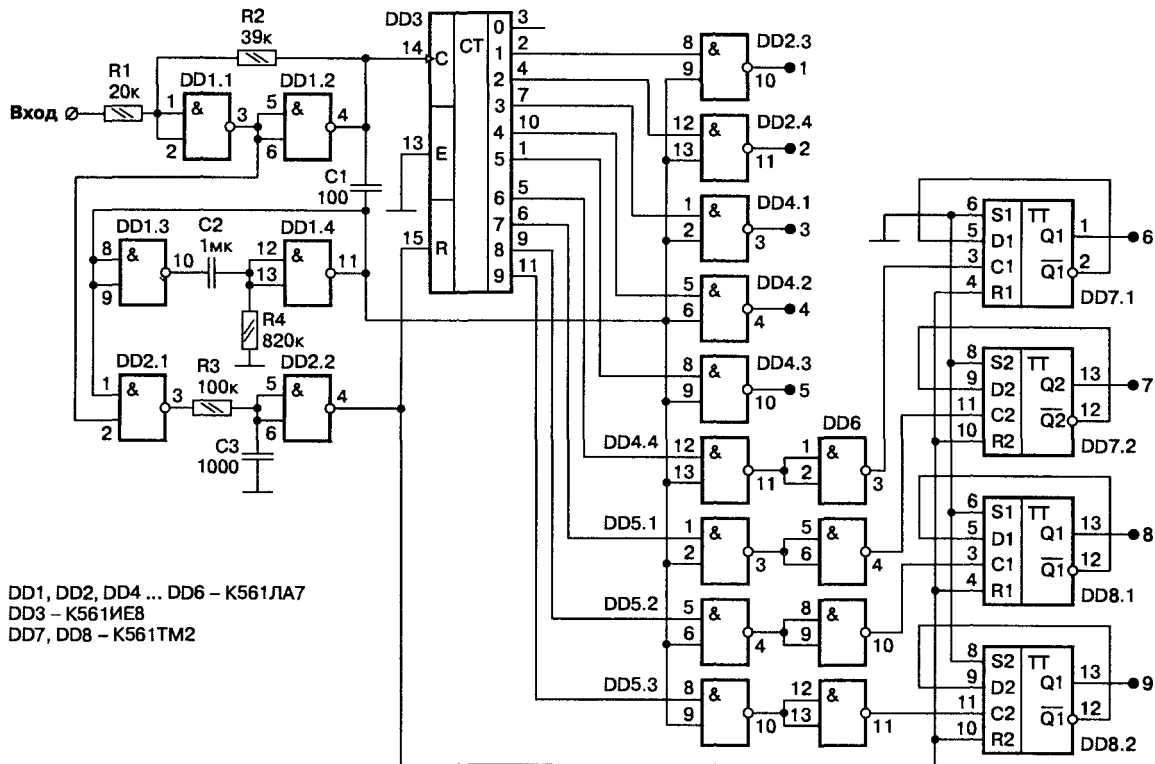 R1
20к
Вход
R2
39к
DD1.1
1
2
&
3
DD1.2
5
6
&
4
C1
100
DD1.3
8
9
&
10
C2
1мк
DD1.4
12
13
&
11
R4
820к
DD2.1
1
2
&
3
R3
100к
DD2.2
5
6
&
4
C3
1000
DD3
CT
14
C
13
E
15
R
0 3
1 2
2 4
3 7
4 10
5 1
6 5
7 6
8 9
9 11
8
9
&
DD2.3
10
1
12
13
&
DD2.4
11
2
1
2
&
DD4.1
3
3
5
6
&
DD4.2
4
4
8
9
&
DD4.3
10
5
DD4.4
12
13
&
11
DD6
1
2
&
3
DD5.1
1
2
&
3
5
6
&
4
DD5.2
5
6
&
4
8
9
&
10
DD5.3
8
9
&
10
12
13
&
11
6 S1
5 D1
3 C1
4 R1
TT
Q1 1
Q1 2
6
DD7.1
8 S2
9 D2
11 C2
10 R2
TT
Q2 13
Q2 12
7
DD7.2
6 S1
5 D1
3 C1
4 R1
TT
Q1 13
Q1 12
8
DD8.1
8 S2
9 D2
11 C2
10 R2
TT
Q1 13
Q1 12
9
DD8.2
DD1, DD2, DD4 ... DD6 – К561ЛА7
DD3 – К561ИЕ8
DD7, DD8 – К561ТМ2